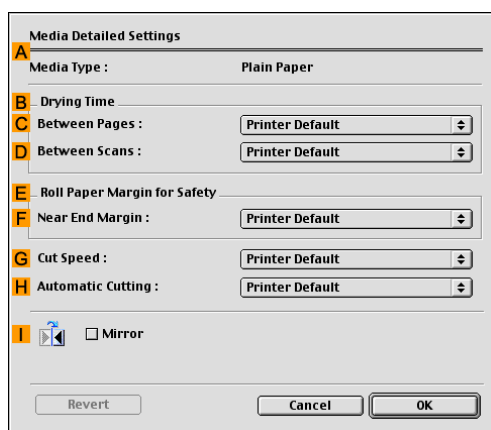 Media Detailed Settings
A
Media Type : Plain Paper
B Drying Time
C Between Pages : Printer Default
D Between Scans : Printer Default
E Roll Paper Margin for Safety
F Near End Margin : Printer Default
G Cut Speed : Printer Default
H Automatic Cutting : Printer Default
I Mirror
Revert Cancel OK